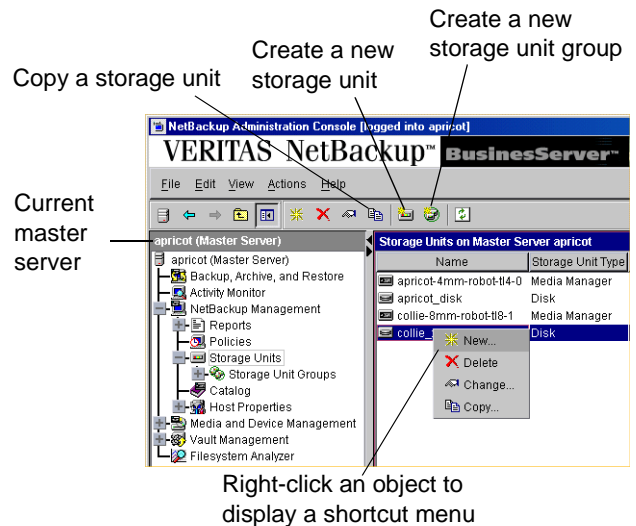 Create a new
storage unit group
Create a new
storage unit
Copy a storage unit
NetBackup Administration Console [logged into apricot]
VERITAS NetBackup™ BusinesServer™
File Edit View Actions Help
Current
master
server
apricot (Master Server)
apricot (Master Server)
Backup, Archive, and Restore
Activity Monitor
NetBackup Management
Reports
Policies
Storage Units
Storage Unit Groups
Catalog
Host Properties
Media and Device Management
Vault Management
Filesystem Analyzer
Storage Units on Master Server apricot
Name Storage Unit Type
apricot-4mm-robot-tl4-0 Media Manager
apricot_disk Disk
collie-8mm-robot-tl8-1 Media Manager
collie_ Disk
New...
Delete
Change...
Copy...
Right-click an object to
display a shortcut menu